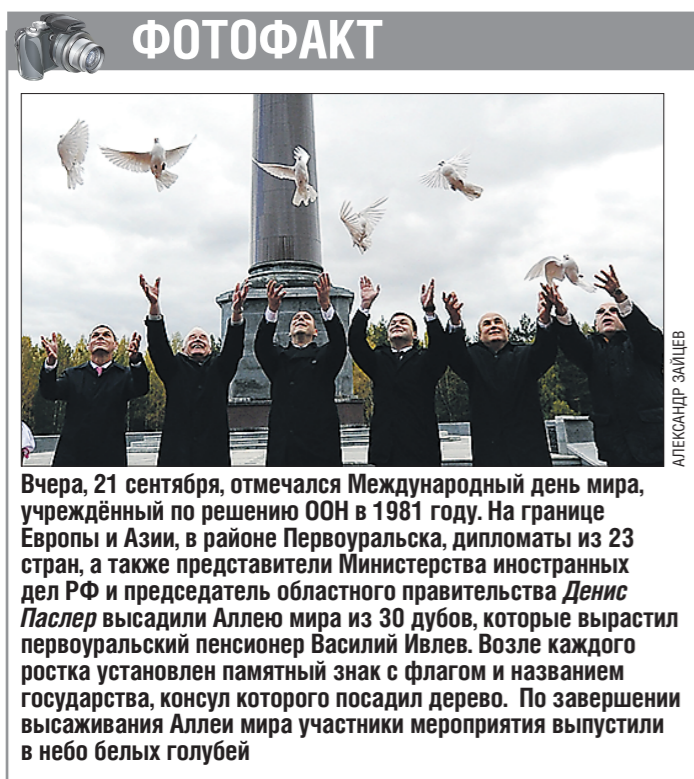 ФОТОФАКТ
АЛЕКСАНДР ЗАЙЦЕВ
Вчера, 21 сентября, отмечался Международный день мира,
учреждённый по решению ООН в 1981 году. На границе
Европы и Азии, в районе Первоуральска, дипломаты из 23
стран, а также представители Министерства иностранных
дел РФ и председатель областного правительства Денис
Паслер высадили Аллею мира из 30 дубов, которые вырастил
первоуральский пенсионер Василий Ивлев. Возле каждого
ростка установлен памятный знак с флагом и названием
государства, консул которого посадил дерево. По завершении
высаживания Аллеи мира участники мероприятия выпустили
в небо белых голубей